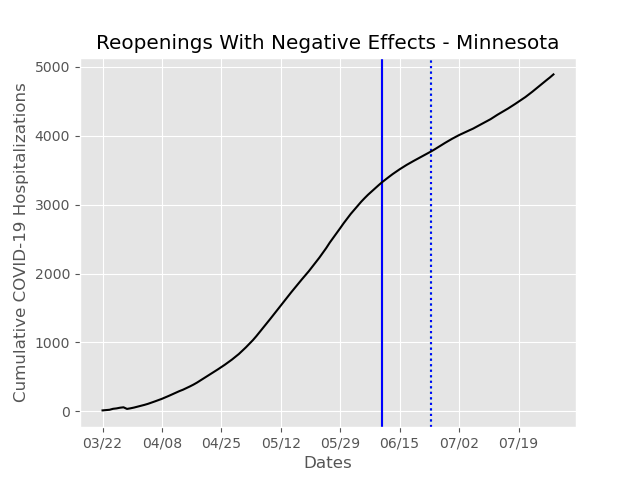 Reopenings With Negative Effects - Minnesota
5000
4000
3000
2000
1000
0
Cumulative COVID-19 Hospitalizations
03/22 04/08 04/25 05/12 05/29 06/15 07/02 07/19
Dates